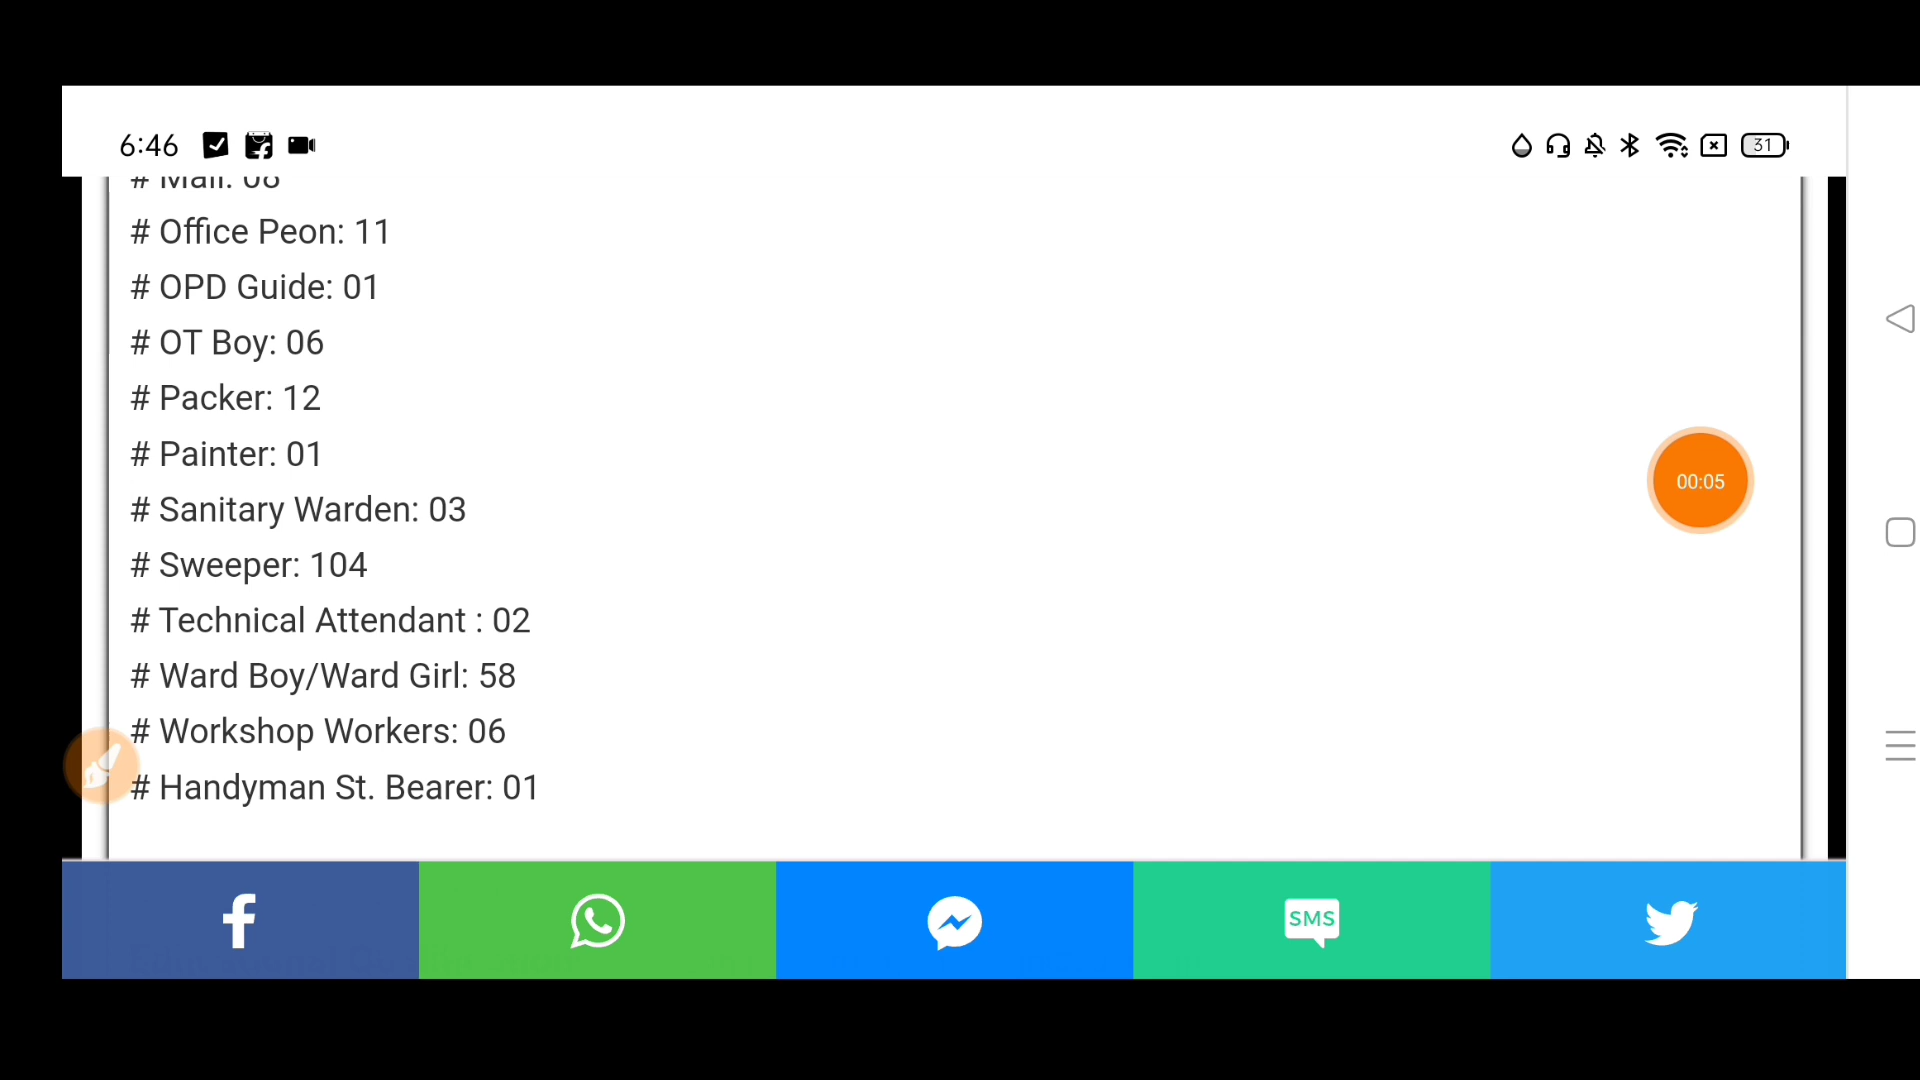 6:46
31
# Mali: 08
# Office Peon: 11
# OPD Guide: 01
# OT Boy: 06
# Packer: 12
# Painter: 01
# Sanitary Warden: 03
# Sweeper: 104
# Technical Attendant : 02
# Ward Boy/Ward Girl: 58
# Workshop Workers: 06
# Handyman St. Bearer: 01
00:05
SMS